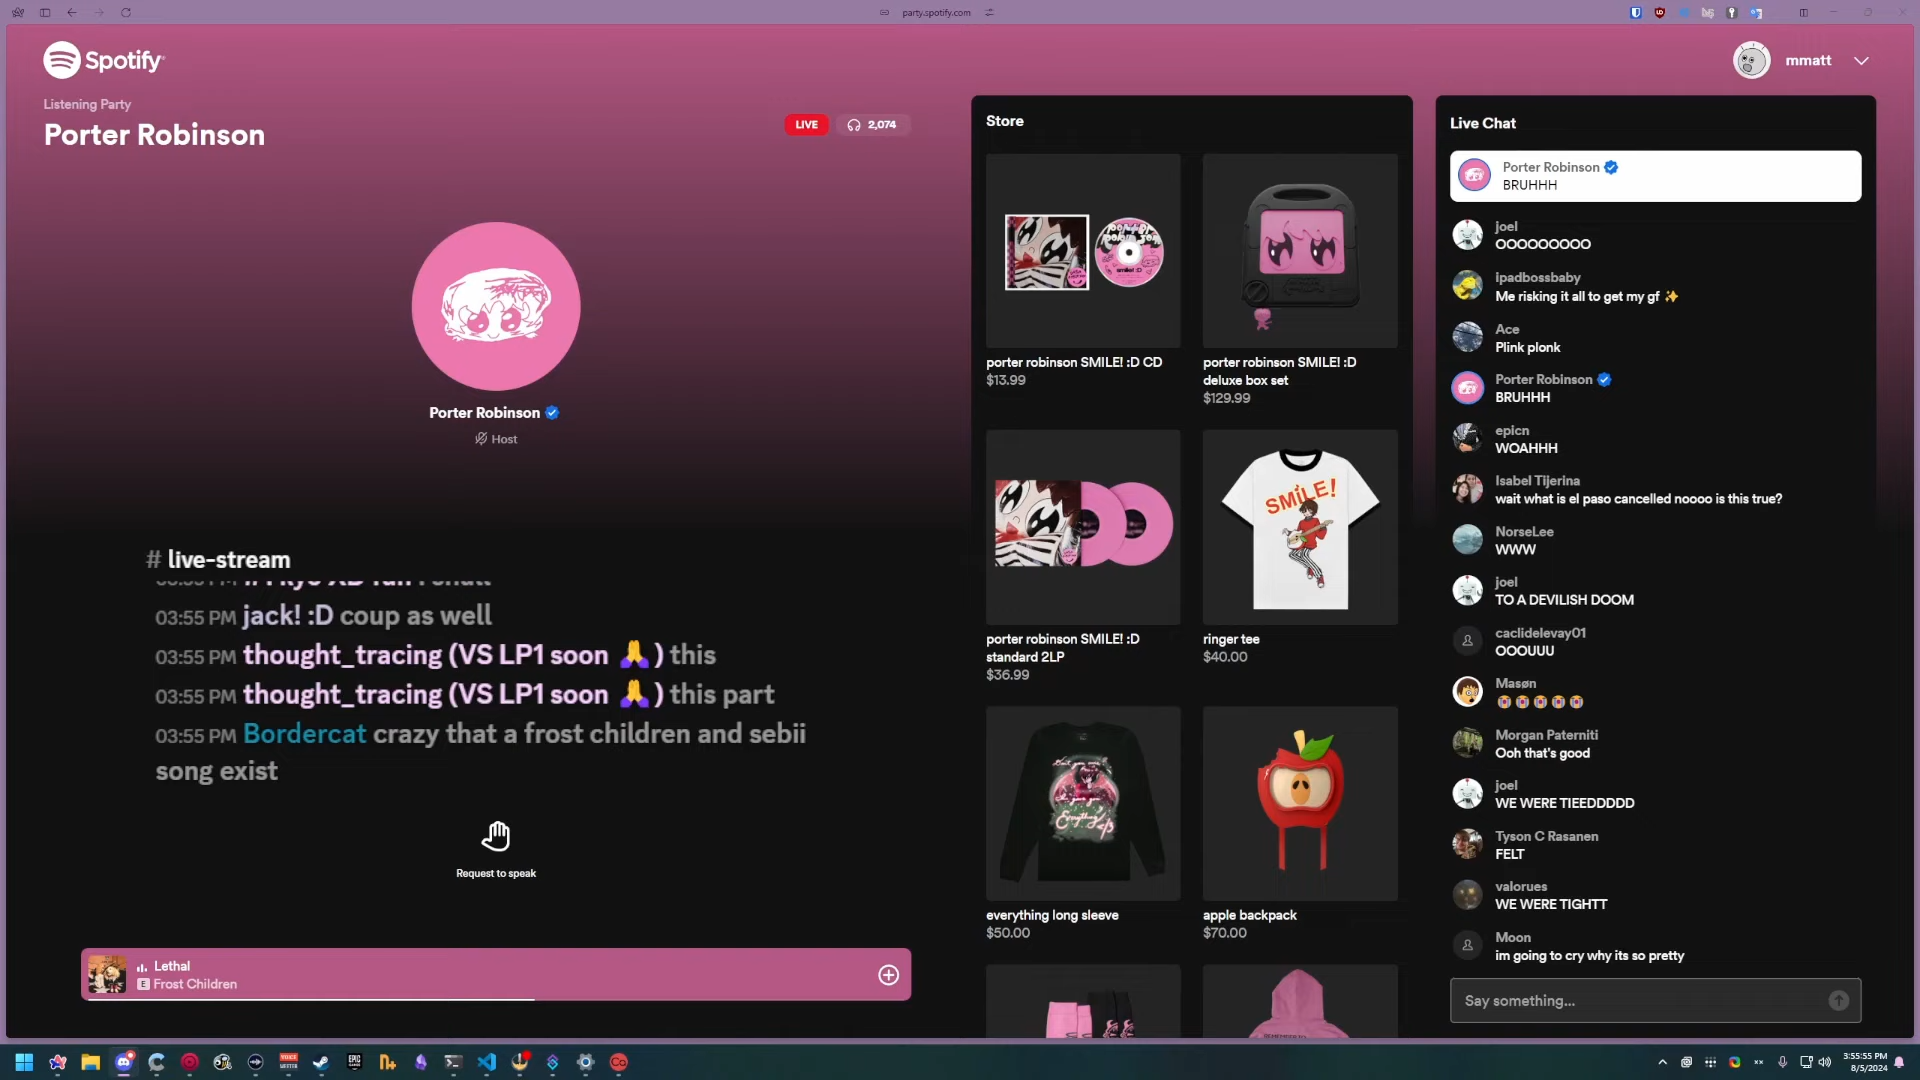 party.spotify.com
Spotify
mmatt
Listening Party
Porter Robinson
LIVE
2,074
Porter Robinson
Host
# live-stream
03:55 PM jack! :D coup as well
03:55 PM thought_tracing (VS LP1 soon 🙏) this
03:55 PM thought_tracing (VS LP1 soon 🙏) this part
03:55 PM Bordercat crazy that a frost children and sebii
song exist
Request to speak
Lethal
E Frost Children
Store
porter robinson SMILE! :D CD
$13.99
porter robinson SMILE! :D
deluxe box set
$129.99
SMILE!
porter robinson SMILE! :D
standard 2LP
$36.99
ringer tee
$40.00
everything long sleeve
$50.00
apple backpack
$70.00
Live Chat
Porter Robinson
BRUHHH
joel
OOOOOOOOO
ipadbossbaby
Me risking it all to get my gf ✨
Ace
Plink plonk
Porter Robinson
BRUHHH
epicn
WOAHHH
Isabel Tijerina
wait what is el paso cancelled noooo is this true?
NorseLee
WWW
joel
TO A DEVILISH DOOM
caclidelevay01
OOOUUU
Masøn
😭😭😭😭😭
Morgan Paterniti
Ooh that's good
joel
WE WERE TIEEDDDDD
Tyson C Rasanen
FELT
valorues
WE WERE TIGHTT
Moon
im going to cry why its so pretty
Say something...
3:55:55 PM
8/5/2024